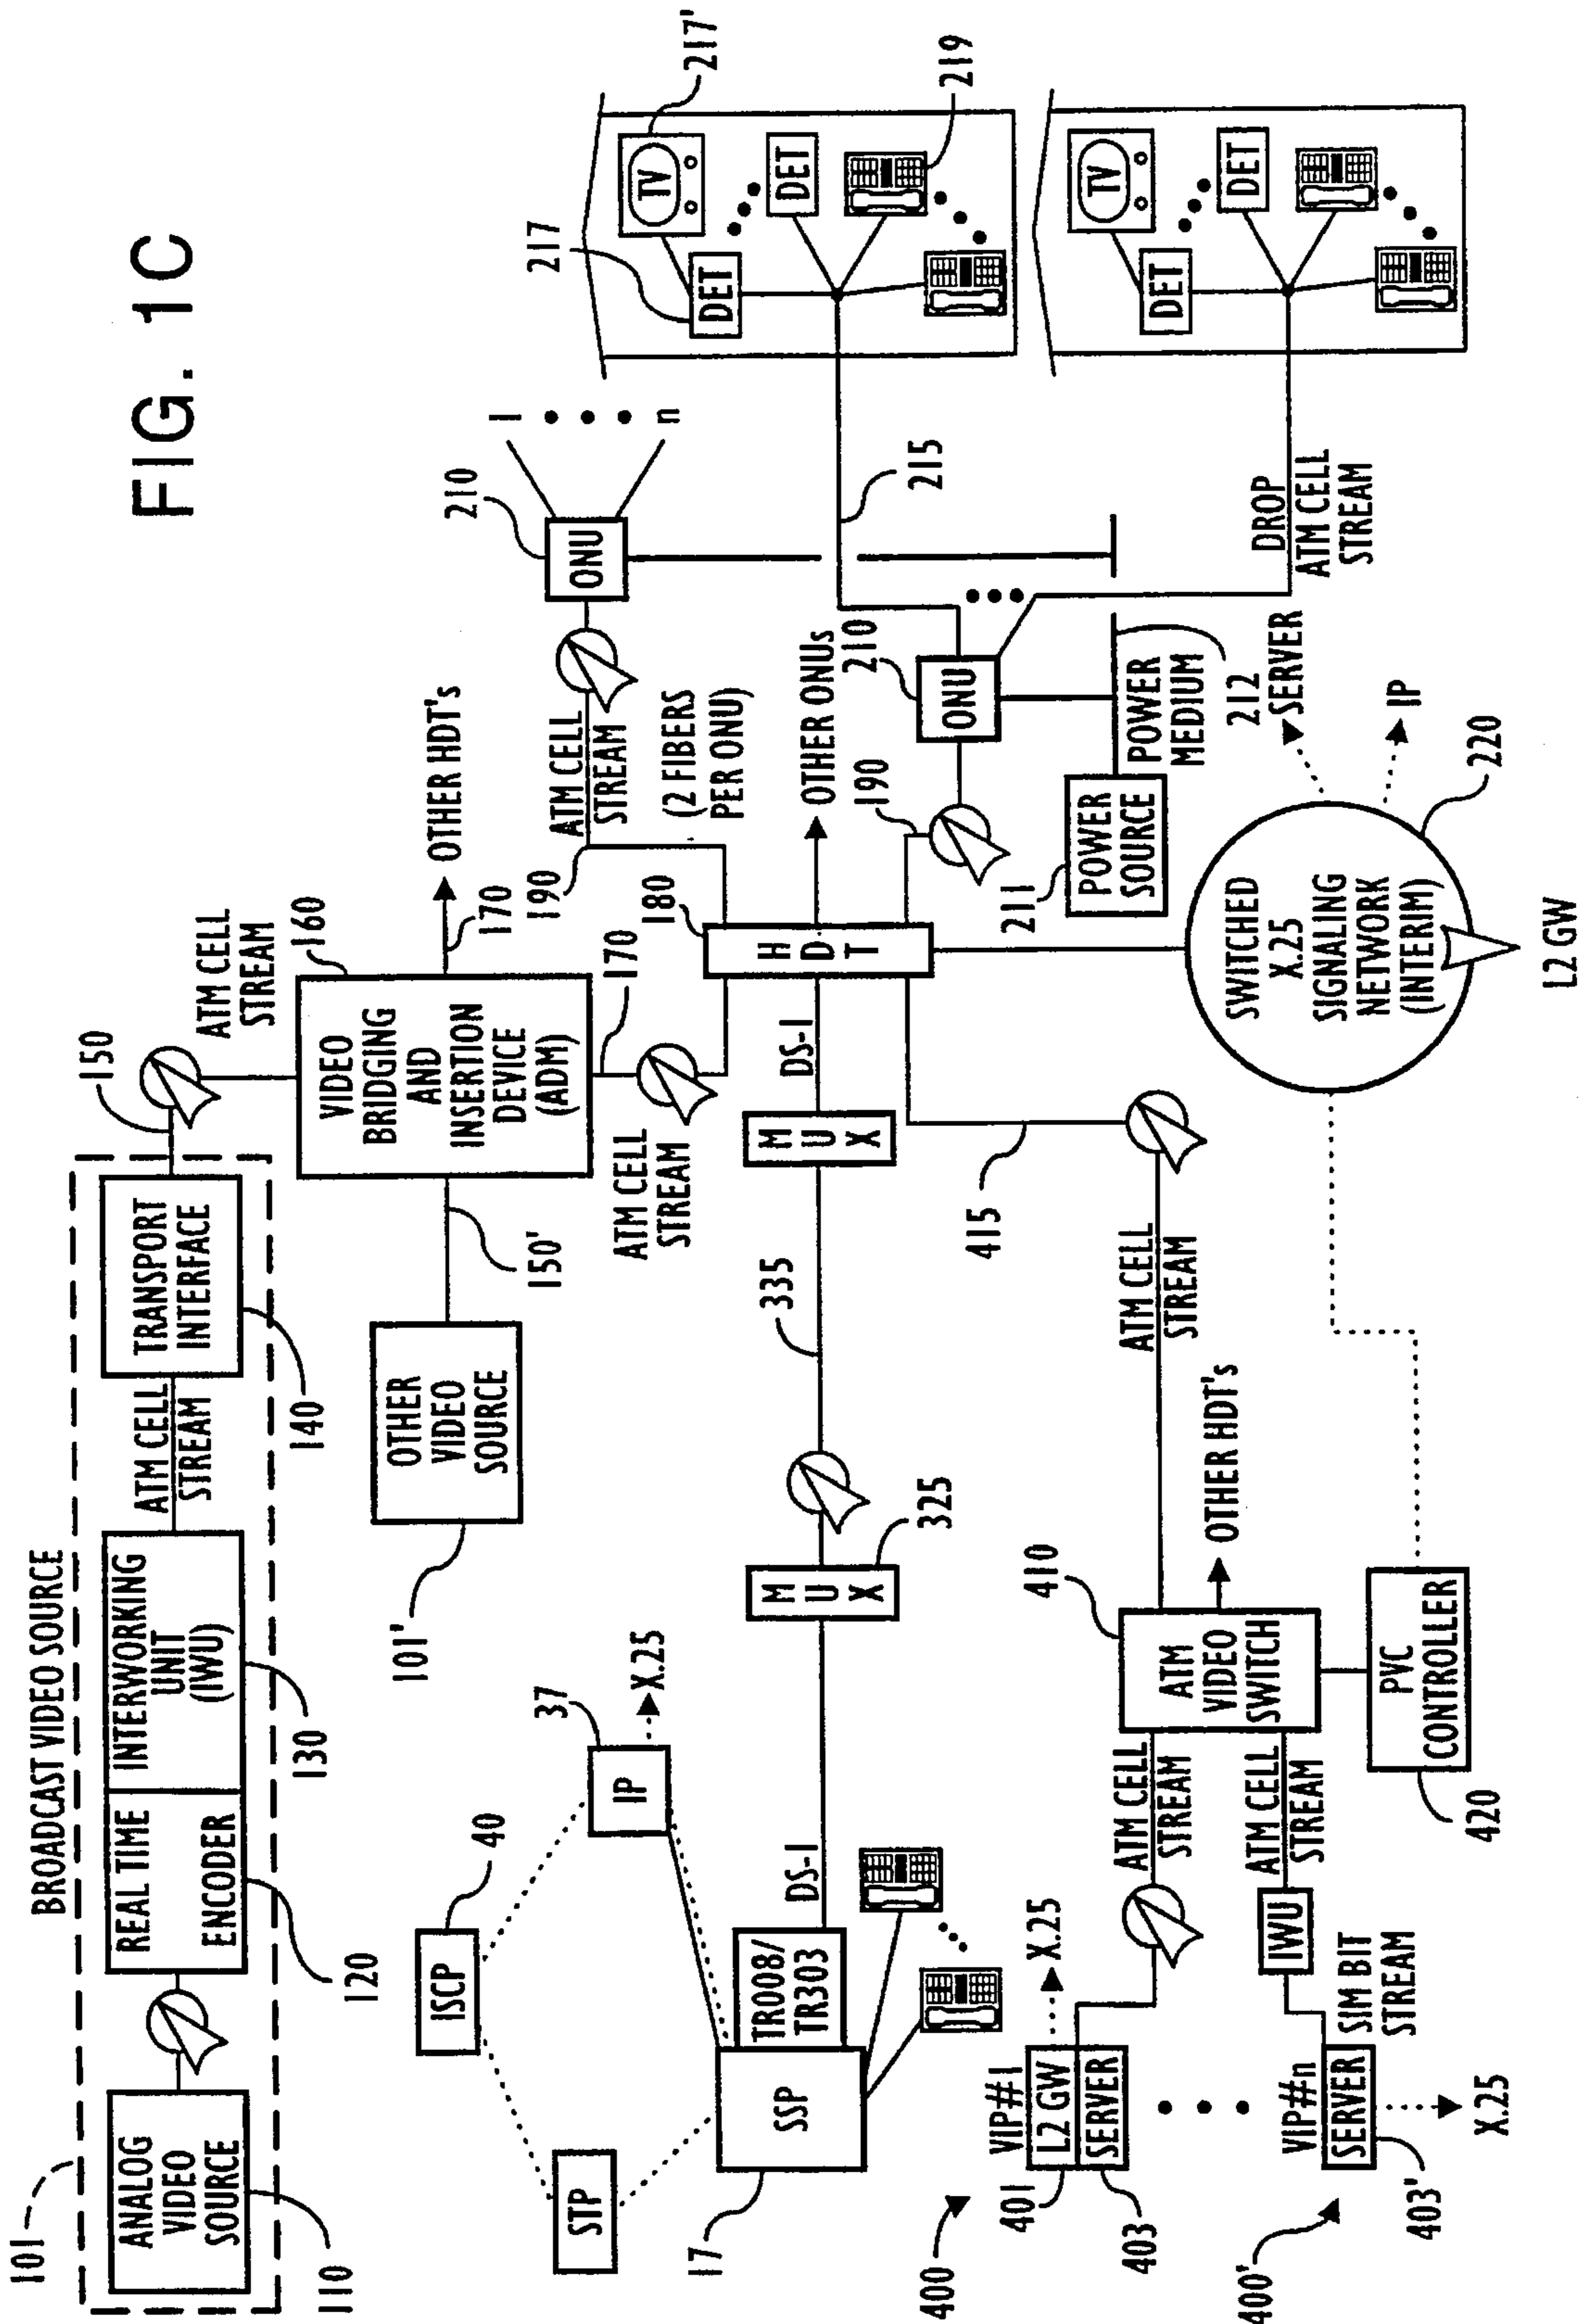 FIG. 1C
101
BROADCAST VIDEO SOURCE
ANALOG
VIDEO
SOURCE
110
REAL TIME
ENCODER
120
INTERWORKING
UNIT
(IWU)
130
ATM CELL
STREAM
TRANSPORT
INTERFACE
140
150
ATM CELL
STREAM
160
VIDEO
BRIDGING
AND
INSERTION
DEVICE
(ADM)
170
OTHER HDT's
OTHER
VIDEO
SOURCE
101'
150'
ATM CELL
STREAM
170
190
ATM CELL
STREAM
(2 FIBERS
PER ONU)
210
ONU
1
n
180
H
D
T
OTHER ONUs
190
210
ONU
215
211
POWER
SOURCE
POWER
MEDIUM
212
DROP
ATM CELL
STREAM
217
DET
TV
217'
DET
219
DET
TV
DET
ISCP
40
STP
IP
37
X.25
SSP
17
TR008/
TR303
DS-1
M
U
X
325
335
M
U
X
DS-1
415
ATM CELL
STREAM
400
VIP#1
L2 GW
SERVER
401
403
X.25
ATM CELL
STREAM
400'
VIP#n
SERVER
403'
X.25
SIM BIT
STREAM
IWU
ATM CELL
STREAM
410
ATM
VIDEO
SWITCH
OTHER HDT's
PVC
CONTROLLER
420
SWITCHED
X.25
SIGNALING
NETWORK
(INTERIM)
220
SERVER
IP
L2 GW